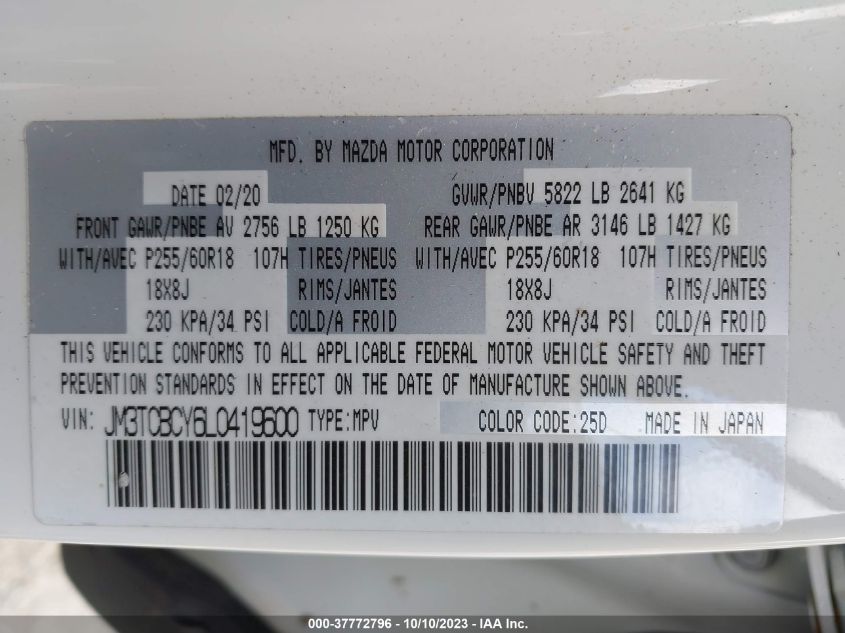 MFD. BY MAZDA MOTOR CORPORATION
DATE 02/20 GVWR/PNBV 5822 LB 2641 KG
FRONT GAWR/PNBE AV 2756 LB 1250 KG REAR GAWR/PNBE AR 3146 LB 1427 KG
WITH/AVEC P255/60R18 107H TIRES/PNEUS WITH/AVEC P255/60R18 107H TIRES/PNEUS
18X8J RIMS/JANTES 18X8J RIMS/JANTES
230 KPA/34 PSI COLD/A FROID 230 KPA/34 PSI COLD/A FROID
THIS VEHICLE CONFORMS TO ALL APPLICABLE FEDERAL MOTOR VEHICLE SAFETY AND THEFT
PREVENTION STANDARDS IN EFFECT ON THE DATE OF MANUFACTURE SHOWN ABOVE.
VIN: JM3TCBCY6L0419600 TYPE:MPV COLOR CODE:25D MADE IN JAPAN
000-37772796 - 10/10/2023 - IAA Inc.